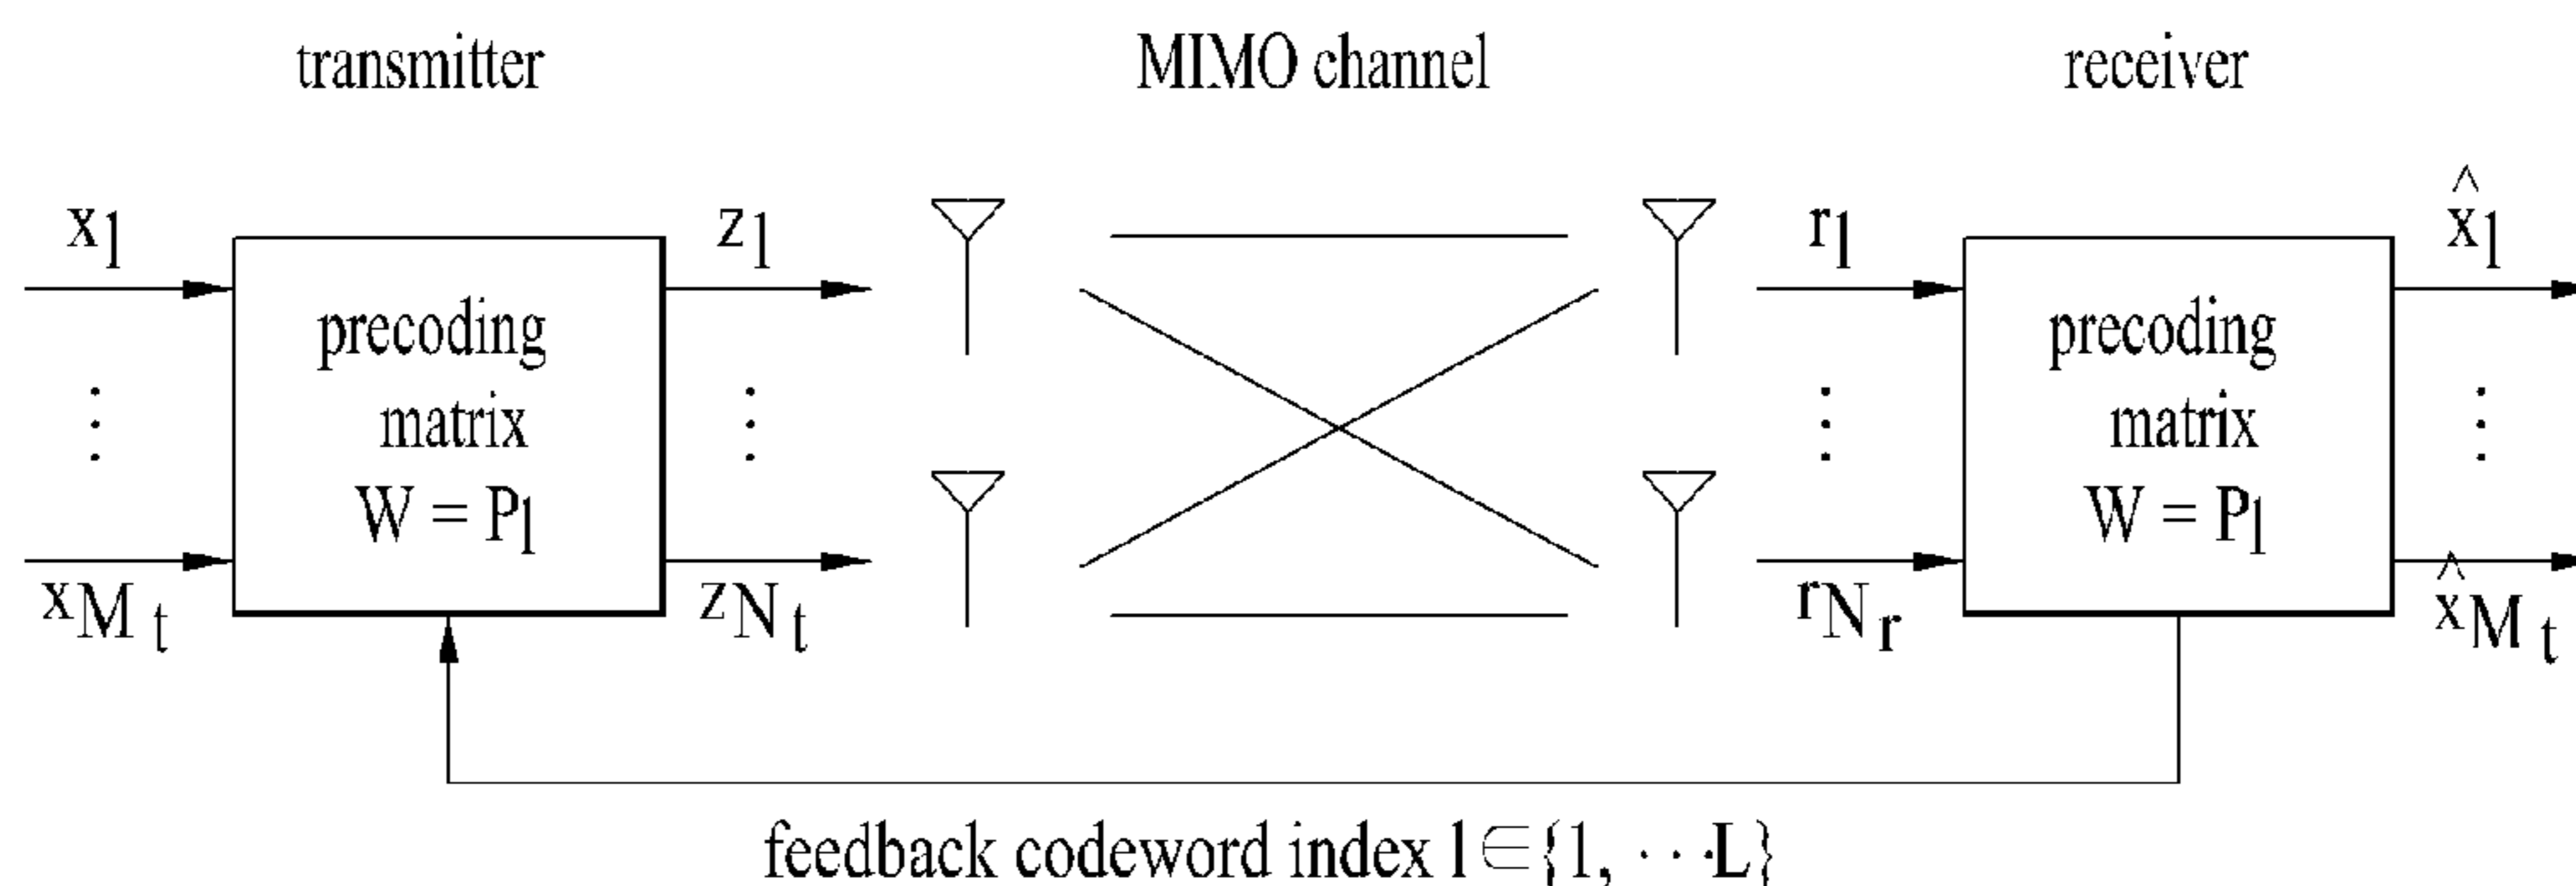 transmitter MIMO channel receiver
x1 z1 r1 x̂1
precoding matrix W = Pl
precoding matrix W = Pl
xMt zNt rNr x̂Mt
feedback codeword index l∈{1, ···L}